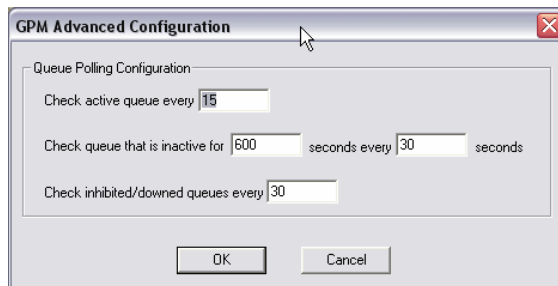 GPM Advanced Configuration
Queue Polling Configuration
Check active queue every 15
Check queue that is inactive for 600 seconds every 30 seconds
Check inhibited/downed queues every 30
OK Cancel